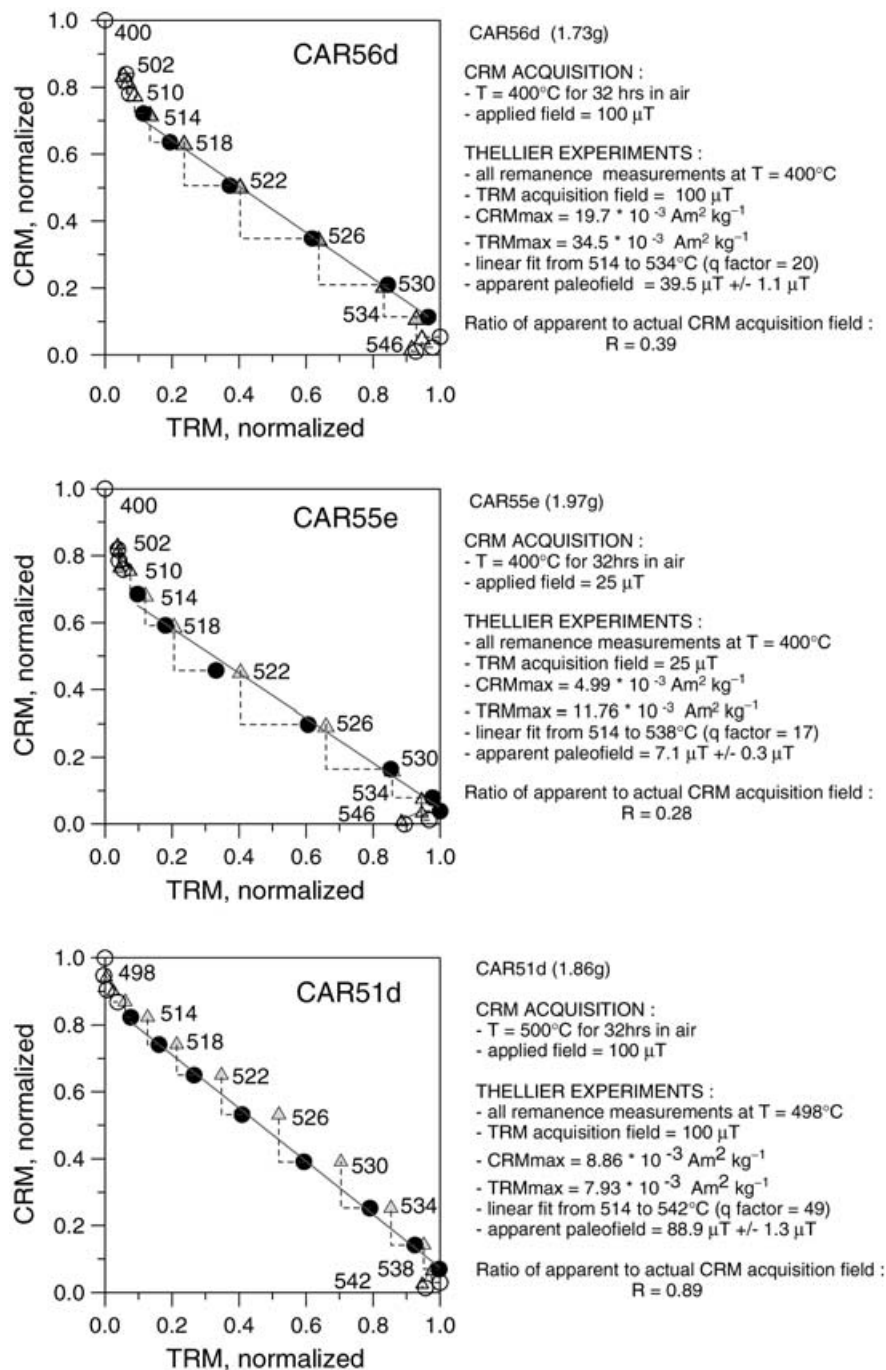 1.0
0.8
0.6
0.4
0.2
0.0
CRM, normalized
400
502
510
514
518
522
526
530
534
546
CAR56d
0.0 0.2 0.4 0.6 0.8 1.0
TRM, normalized
CAR56d (1.73g)
CRM ACQUISITION :
- T = 400°C for 32 hrs in air
- applied field = 100 µT
THELLIER EXPERIMENTS :
- all remanence measurements at T = 400°C
- TRM acquisition field = 100 µT
- CRMmax = 19.7 * 10 ⁻³ Am² kg⁻¹
- TRMmax = 34.5 * 10 ⁻³ Am² kg⁻¹
- linear fit from 514 to 534°C (q factor = 20)
- apparent paleofield = 39.5 µT +/- 1.1 µT
Ratio of apparent to actual CRM acquisition field :
R = 0.39
1.0
0.8
0.6
0.4
0.2
0.0
CRM, normalized
400
502
510
514
518
522
526
530
534
546
CAR55e
0.0 0.2 0.4 0.6 0.8 1.0
TRM, normalized
CAR55e (1.97g)
CRM ACQUISITION :
- T = 400°C for 32hrs in air
- applied field = 25 µT
THELLIER EXPERIMENTS :
- all remanence measurements at T = 400°C
- TRM acquisition field = 25 µT
- CRMmax = 4.99 * 10 ⁻³ Am² kg⁻¹
- TRMmax = 11.76 * 10 ⁻³ Am² kg⁻¹
- linear fit from 514 to 538°C (q factor = 17)
- apparent paleofield = 7.1 µT +/- 0.3 µT
Ratio of apparent to actual CRM acquisition field :
R = 0.28
1.0
0.8
0.6
0.4
0.2
0.0
CRM, normalized
498
514
518
522
526
530
534
538
542
CAR51d
0.0 0.2 0.4 0.6 0.8 1.0
TRM, normalized
CAR51d (1.86g)
CRM ACQUISITION :
- T = 500°C for 32hrs in air
- applied field = 100 µT
THELLIER EXPERIMENTS :
- all remanence measurements at T = 498°C
- TRM acquisition field = 100 µT
- CRMmax = 8.86 * 10 ⁻³ Am² kg⁻¹
- TRMmax = 7.93 * 10 ⁻³ Am² kg⁻¹
- linear fit from 514 to 542°C (q factor = 49)
- apparent paleofield = 88.9 µT +/- 1.3 µT
Ratio of apparent to actual CRM acquisition field :
R = 0.89